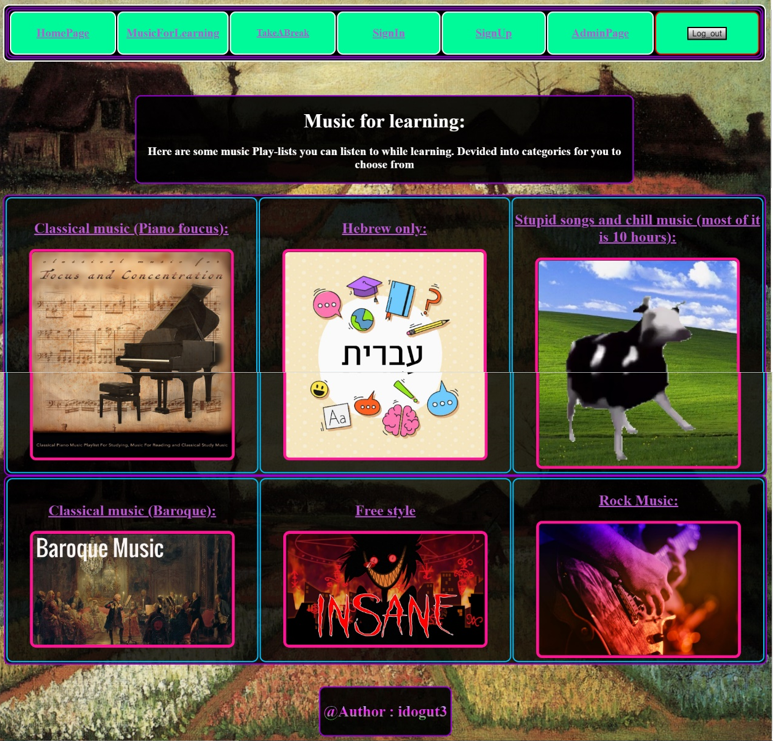 HomePage
MusicForLearning
TakeABreak
SignIn
SignUp
AdminPage
Log_out
Music for learning:
Here are some music Play-lists you can listen to while learning. Devided into categories for you to
choose from
Classical music (Piano foucus):
Hebrew only:
Stupid songs and chill music (most of it
is 10 hours):
classical music for
Focus and Concentration
Classical Piano Music Playlist For Studying, Music For Reading and Classical Study Music
עברית
Aa
Classical music (Baroque):
Free style
Rock Music:
Baroque Music
INSANE
@Author : idogut3